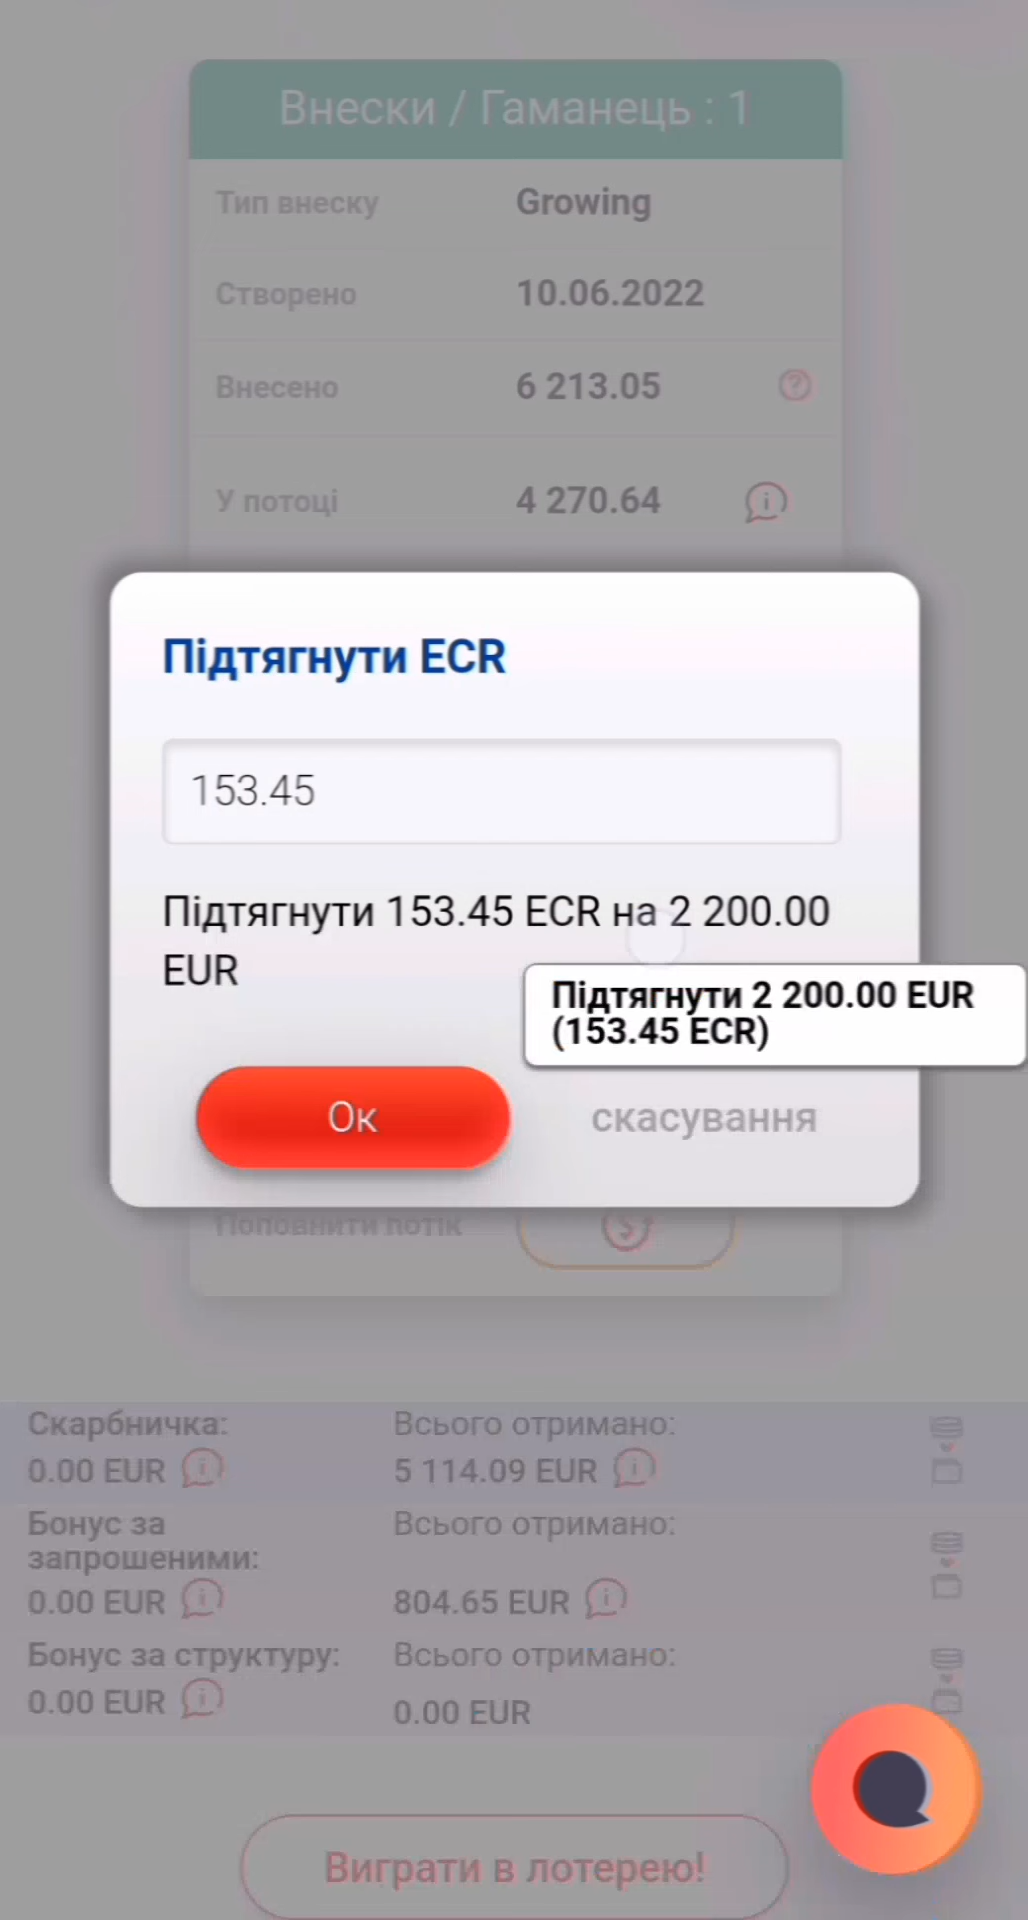 Внески / Гаманець : 1
Тип внеску Growing
Створено 10.06.2022
Внесено 6 213.05
У потоці 4 270.64
Підтягнути ECR
153.45
Підтягнути 153.45 ECR на 2 200.00
EUR
Підтягнути 2 200.00 EUR
(153.45 ECR)
Ок скасування
Поповнити потік
Скарбничка: Всього отримано:
0.00 EUR 5 114.09 EUR
Бонус за Всього отримано:
запрошеними:
0.00 EUR 804.65 EUR
Бонус за структуру: Всього отримано:
0.00 EUR 0.00 EUR
Виграти в лотерею!